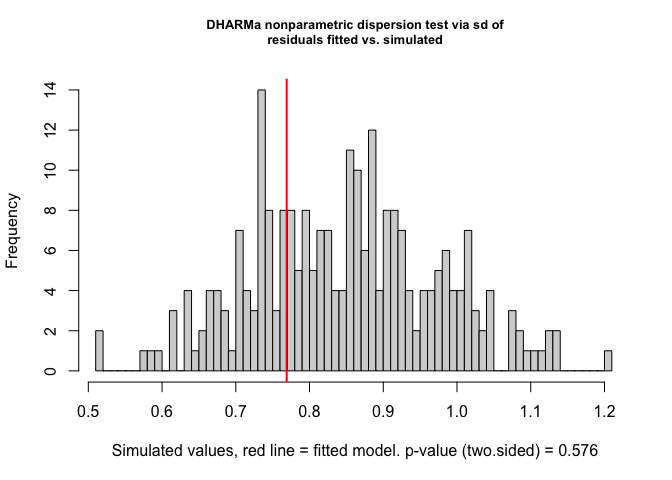 DHARMa nonparametric dispersion test via sd of
residuals fitted vs. simulated
Frequency
14
12
10
8
6
4
2
0
0.5 0.6 0.7 0.8 0.9 1.0 1.1 1.2
Simulated values, red line = fitted model. p-value (two.sided) = 0.576